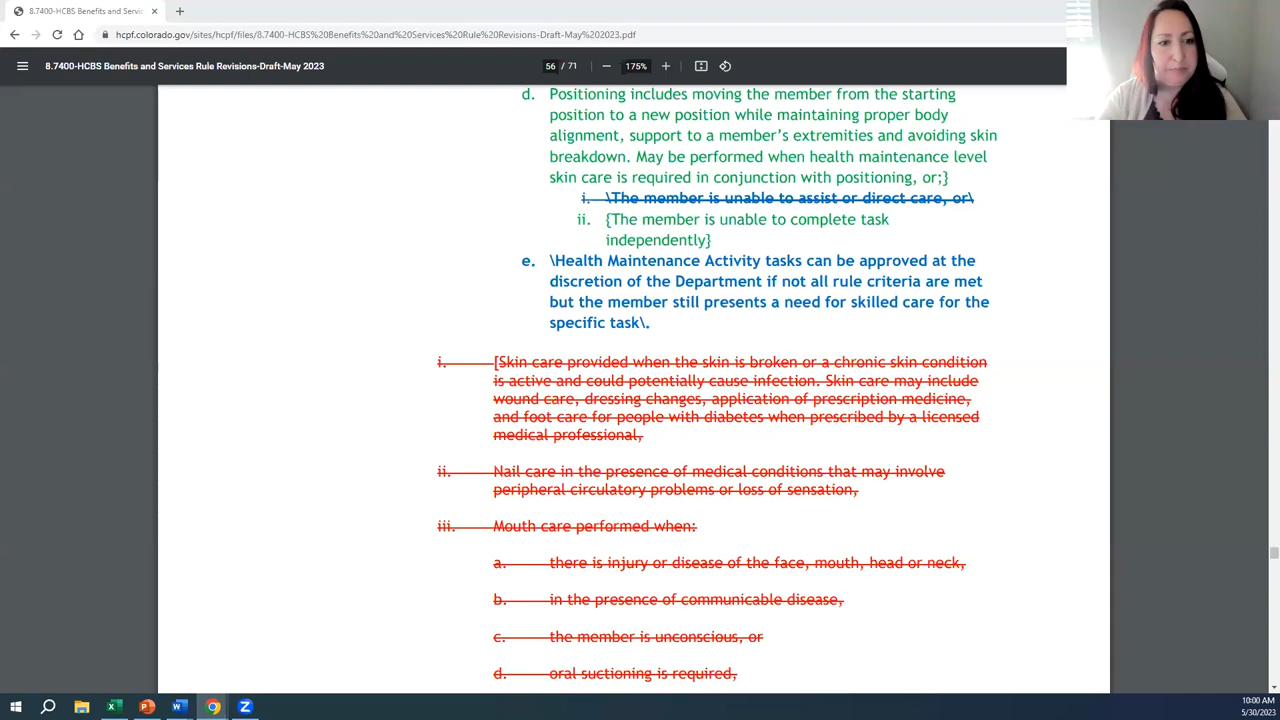 8.7400-HCBS Benefits and Servic
hcpf.colorado.gov/sites/hcpf/files/8.7400-HCBS%20Benefits%20and%20Services%20Rule%20Revisions-Draft-May%202023.pdf
8.7400-HCBS Benefits and Services Rule Revisions-Draft-May 2023
56 / 71
175%
d. Positioning includes moving the member from the starting
position to a new position while maintaining proper body
alignment, support to a member's extremities and avoiding skin
breakdown. May be performed when health maintenance level
skin care is required in conjunction with positioning, or;}
i. \The member is unable to assist or direct care, or\
ii. {The member is unable to complete task
independently}
e. \Health Maintenance Activity tasks can be approved at the
discretion of the Department if not all rule criteria are met
but the member still presents a need for skilled care for the
specific task\.
i. [Skin care provided when the skin is broken or a chronic skin condition
is active and could potentially cause infection. Skin care may include
wound care, dressing changes, application of prescription medicine,
and foot care for people with diabetes when prescribed by a licensed
medical professional,
ii. Nail care in the presence of medical conditions that may involve
peripheral circulatory problems or loss of sensation,
iii. Mouth care performed when:
a. there is injury or disease of the face, mouth, head or neck,
b. in the presence of communicable disease,
c. the member is unconscious, or
d. oral suctioning is required,
10:00 AM
5/30/2023